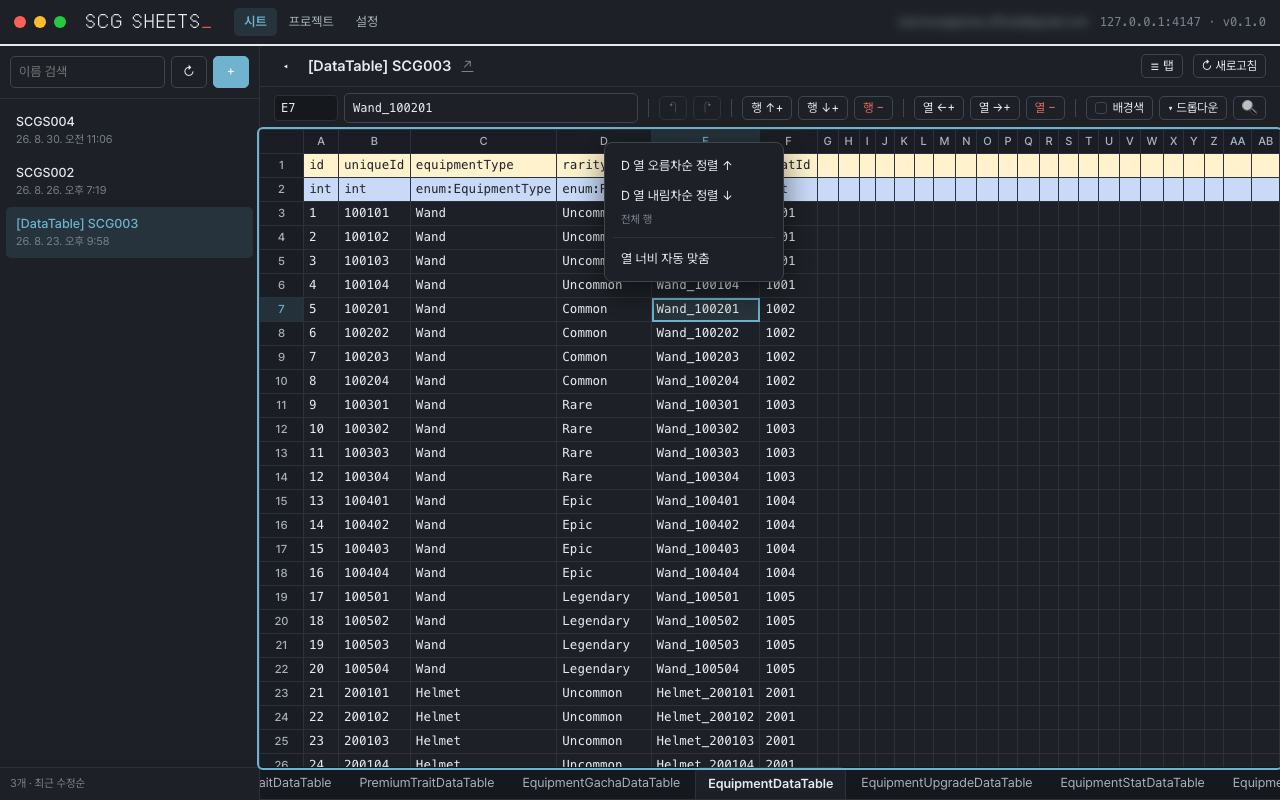 SCG SHEETS_ 시트 프로젝트 설정 127.0.0.1:4147 · v0.1.0
이름 검색 ↻ +
SCGS004
26. 8. 30. 오전 11:06
SCGS002
26. 8. 26. 오후 7:19
[DataTable] SCG003
26. 8. 23. 오후 9:58
3개 · 최근 수정순
[DataTable] SCG003 ↗ ≡ 탭 ↻ 새로고침
E7 Wand_100201 행 ↑+ 행 ↓+ 행 − 열 ←+ 열 →+ 열 − 배경색 ▾ 드롭다운
A B C D E F G H I J K L M N O P Q R S T U V W X Y Z AA AB
1 id uniqueId equipmentType rarity
2 int int enum:EquipmentType
3 1 100101 Wand
4 2 100102 Wand
5 3 100103 Wand
6 4 100104 Wand Uncommon Wand_100104 1001
7 5 100201 Wand Common Wand_100201 1002
8 6 100202 Wand Common Wand_100202 1002
9 7 100203 Wand Common Wand_100203 1002
10 8 100204 Wand Common Wand_100204 1002
11 9 100301 Wand Rare Wand_100301 1003
12 10 100302 Wand Rare Wand_100302 1003
13 11 100303 Wand Rare Wand_100303 1003
14 12 100304 Wand Rare Wand_100304 1003
15 13 100401 Wand Epic Wand_100401 1004
16 14 100402 Wand Epic Wand_100402 1004
17 15 100403 Wand Epic Wand_100403 1004
18 16 100404 Wand Epic Wand_100404 1004
19 17 100501 Wand Legendary Wand_100501 1005
20 18 100502 Wand Legendary Wand_100502 1005
21 19 100503 Wand Legendary Wand_100503 1005
22 20 100504 Wand Legendary Wand_100504 1005
23 21 200101 Helmet Uncommon Helmet_200101 2001
24 22 200102 Helmet Uncommon Helmet_200102 2001
25 23 200103 Helmet Uncommon Helmet_200103 2001
26 24 200104 Helmet Uncommon Helmet_200104 2001
D 열 오름차순 정렬 ↑
D 열 내림차순 정렬 ↓
전체 행
열 너비 자동 맞춤
aitDataTable PremiumTraitDataTable EquipmentGachaDataTable EquipmentDataTable EquipmentUpgradeDataTable EquipmentStatDataTable